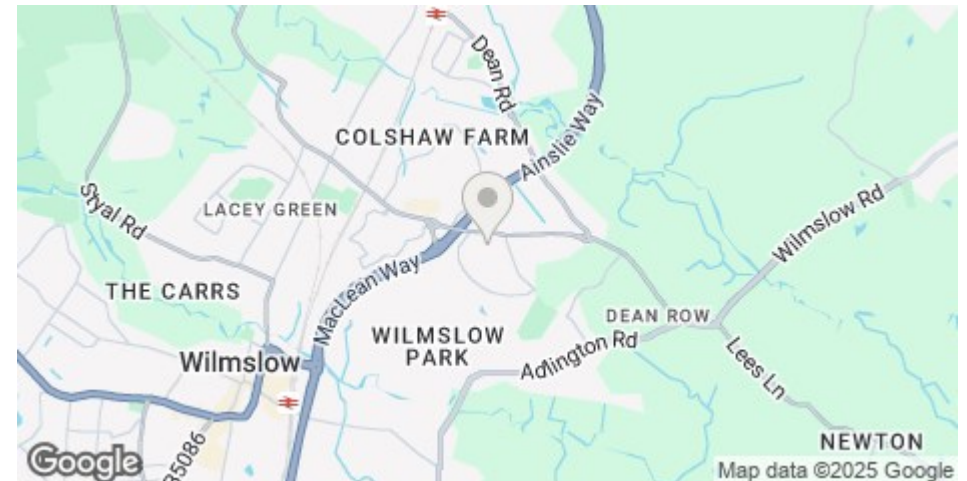 Dean Rd
COLSHAW FARM
Ainslie Way
Styal Rd
LACEY GREEN
Wilmslow Rd
MacLean Way
THE CARRS
DEAN ROW
WILMSLOW
PARK
Adlington Rd
Wilmslow
Lees Ln
NEWTON
Google
Map data ©2025 Google